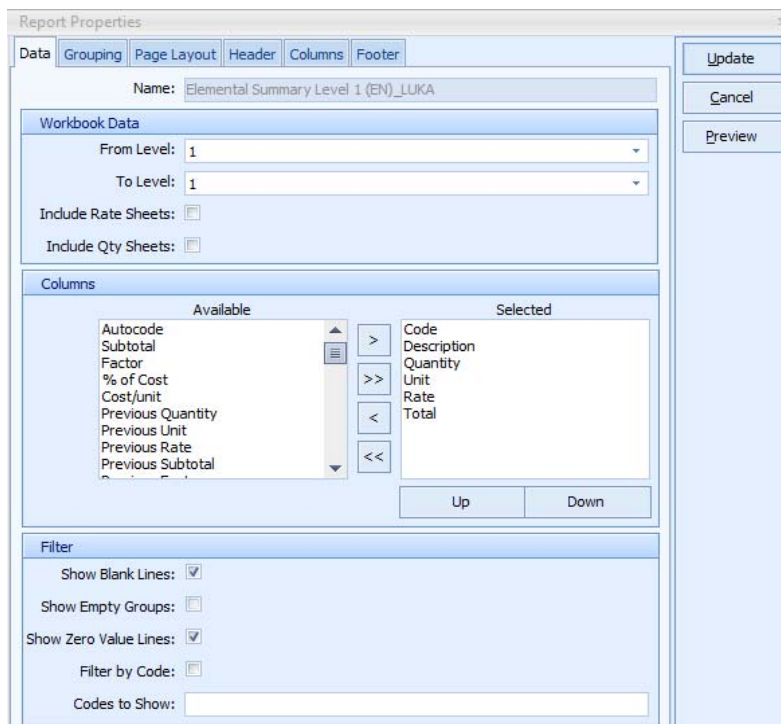 Report Properties
Data Grouping Page Layout Header Columns Footer
Update
Cancel
Preview
Name: Elemental Summary Level 1 (EN)_LUKA
Workbook Data
From Level: 1
To Level: 1
Include Rate Sheets:
Include Qty Sheets:
Columns
Available
Autocode
Subtotal
Factor
% of Cost
Cost/unit
Previous Quantity
Previous Unit
Previous Rate
Previous Subtotal
>
>>
<
<<
Selected
Code
Description
Quantity
Unit
Rate
Total
Up Down
Filter
Show Blank Lines:
Show Empty Groups:
Show Zero Value Lines:
Filter by Code:
Codes to Show: